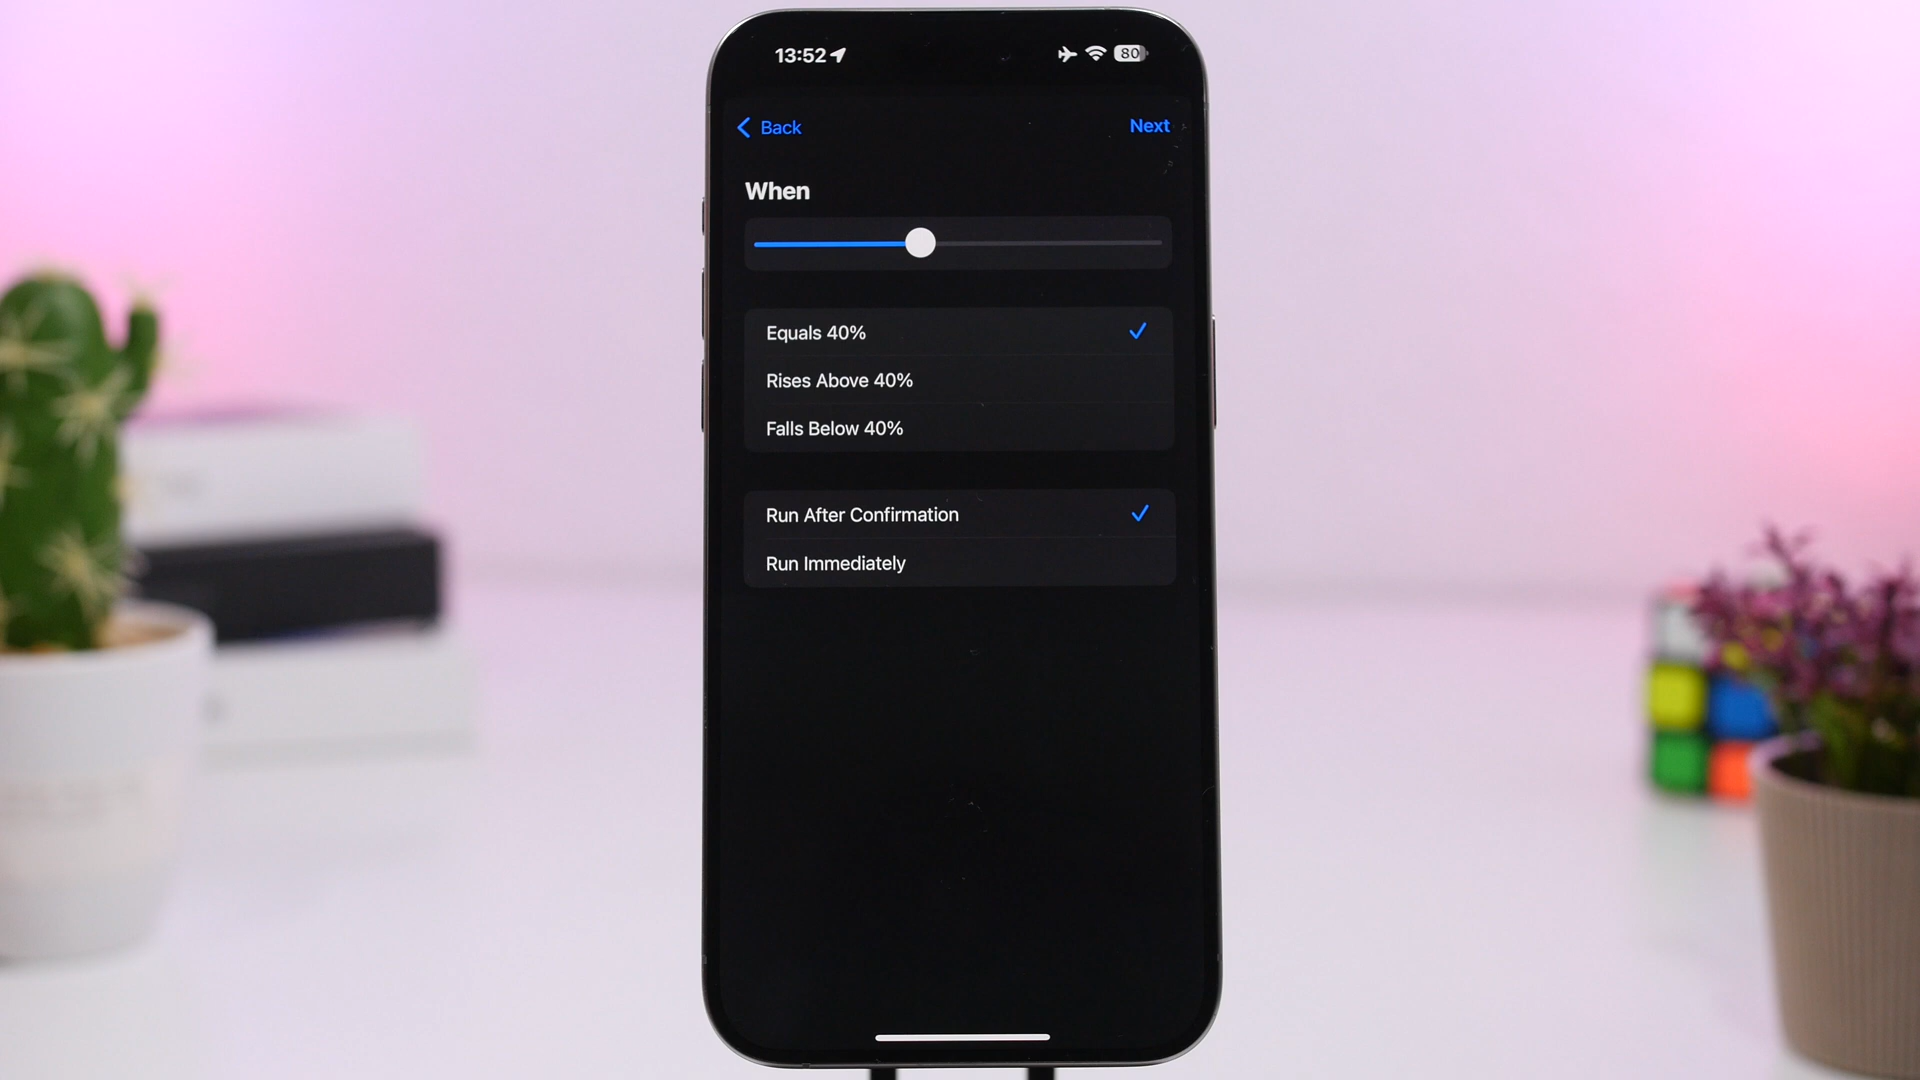 13:52
80
Back
Next
When
Equals 40%
Rises Above 40%
Falls Below 40%
Run After Confirmation
Run Immediately